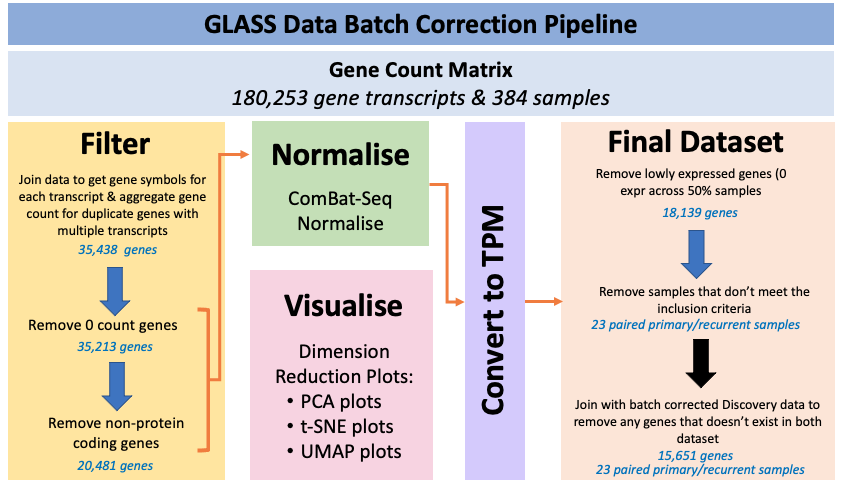 GLASS Data Batch Correction Pipeline
Gene Count Matrix
180,253 gene transcripts & 384 samples
Filter
Join data to get gene symbols for
each transcript & aggregate gene
count for duplicate genes with
multiple transcripts
35,438 genes
Remove 0 count genes
35,213 genes
Remove non-protein
coding genes
20,481 genes
Normalise
ComBat-Seq
Normalise
Visualise
Dimension
Reduction Plots:
• PCA plots
• t-SNE plots
• UMAP plots
Convert to TPM
Final Dataset
Remove lowly expressed genes (0
expr across 50% samples
18,139 genes
Remove samples that don’t meet the
inclusion criteria
23 paired primary/recurrent samples
Join with batch corrected Discovery data to
remove any genes that doesn’t exist in both
dataset
15,651 genes
23 paired primary/recurrent samples